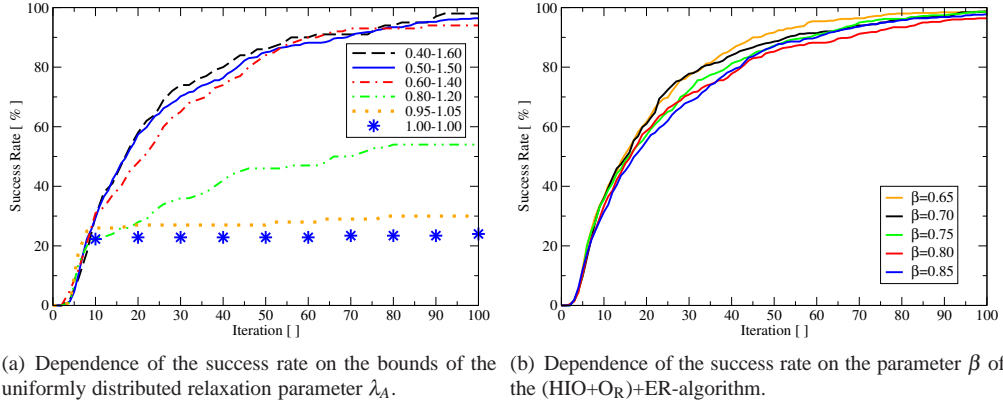 100
80
60
40
20
0
Success Rate [ % ]
0.40-1.60
0.50-1.50
0.60-1.40
0.80-1.20
0.95-1.05
1.00-1.00
0 10 20 30 40 50 60 70 80 90 100
Iteration [ ]
100
80
60
40
20
0
Success Rate [ % ]
β=0.65
β=0.70
β=0.75
β=0.80
β=0.85
0 10 20 30 40 50 60 70 80 90 100
Iteration [ ]
(a) Dependence of the success rate on the bounds of the
uniformly distributed relaxation parameter λ_A.
(b) Dependence of the success rate on the parameter β of
the (HIO+O_R)+ER-algorithm.